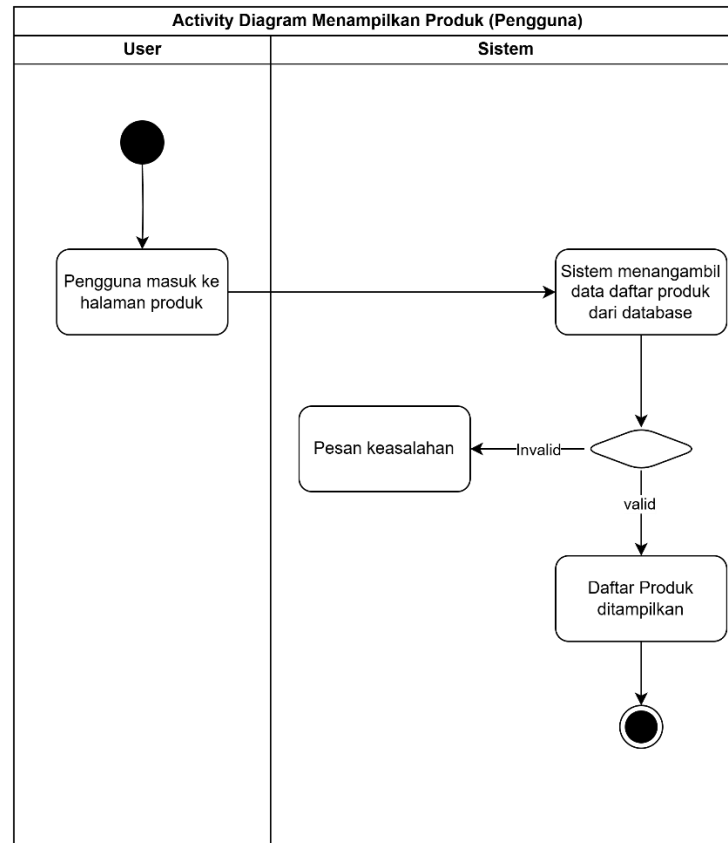 Activity Diagram Menampilkan Produk (Pengguna)
User
Sistem
Pengguna masuk ke
halaman produk
Sistem menangambil
data daftar produk
dari database
Pesan keasalahan
Invalid
valid
Daftar Produk
ditampilkan